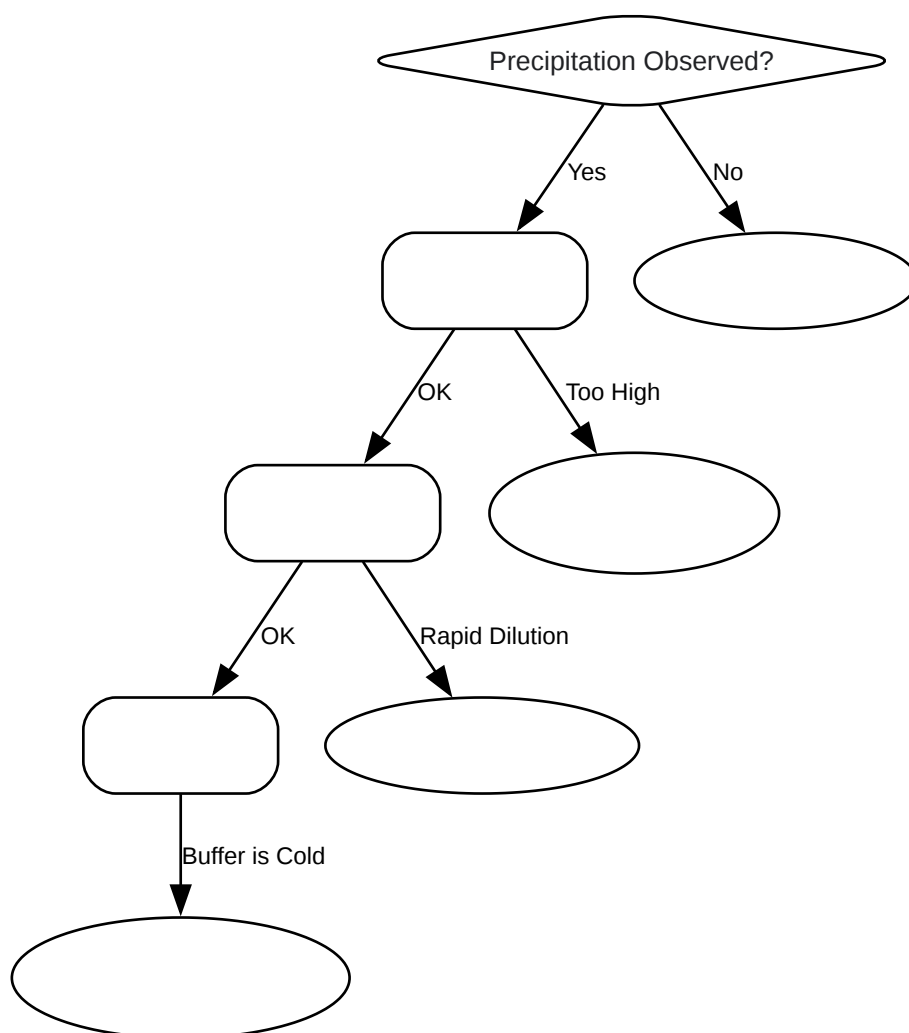 Precipitation Observed?
Yes
No
OK
Too High
OK
Rapid Dilution
Buffer is Cold